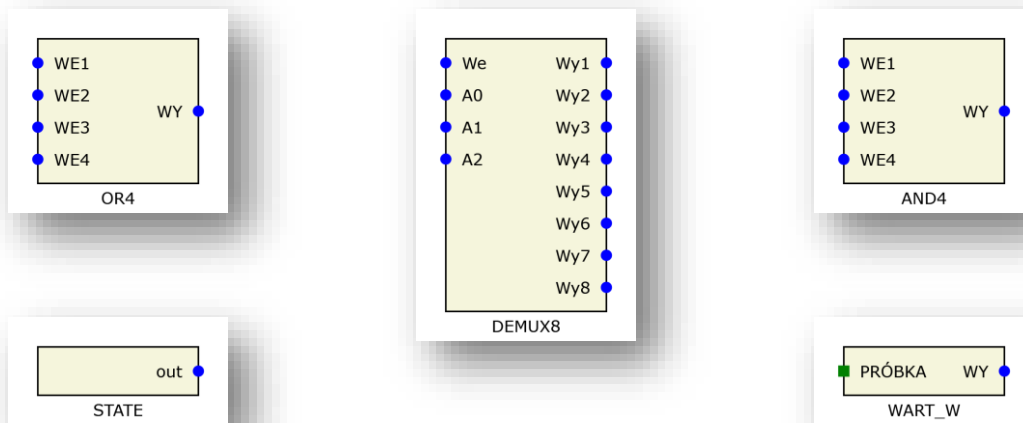 WE1
WE2
WE3
WE4
WY
OR4
We
A0
A1
A2
Wy1
Wy2
Wy3
Wy4
Wy5
Wy6
Wy7
Wy8
DEMUX8
WE1
WE2
WE3
WE4
WY
AND4
out
STATE
PRÓBKA WY
WART_W